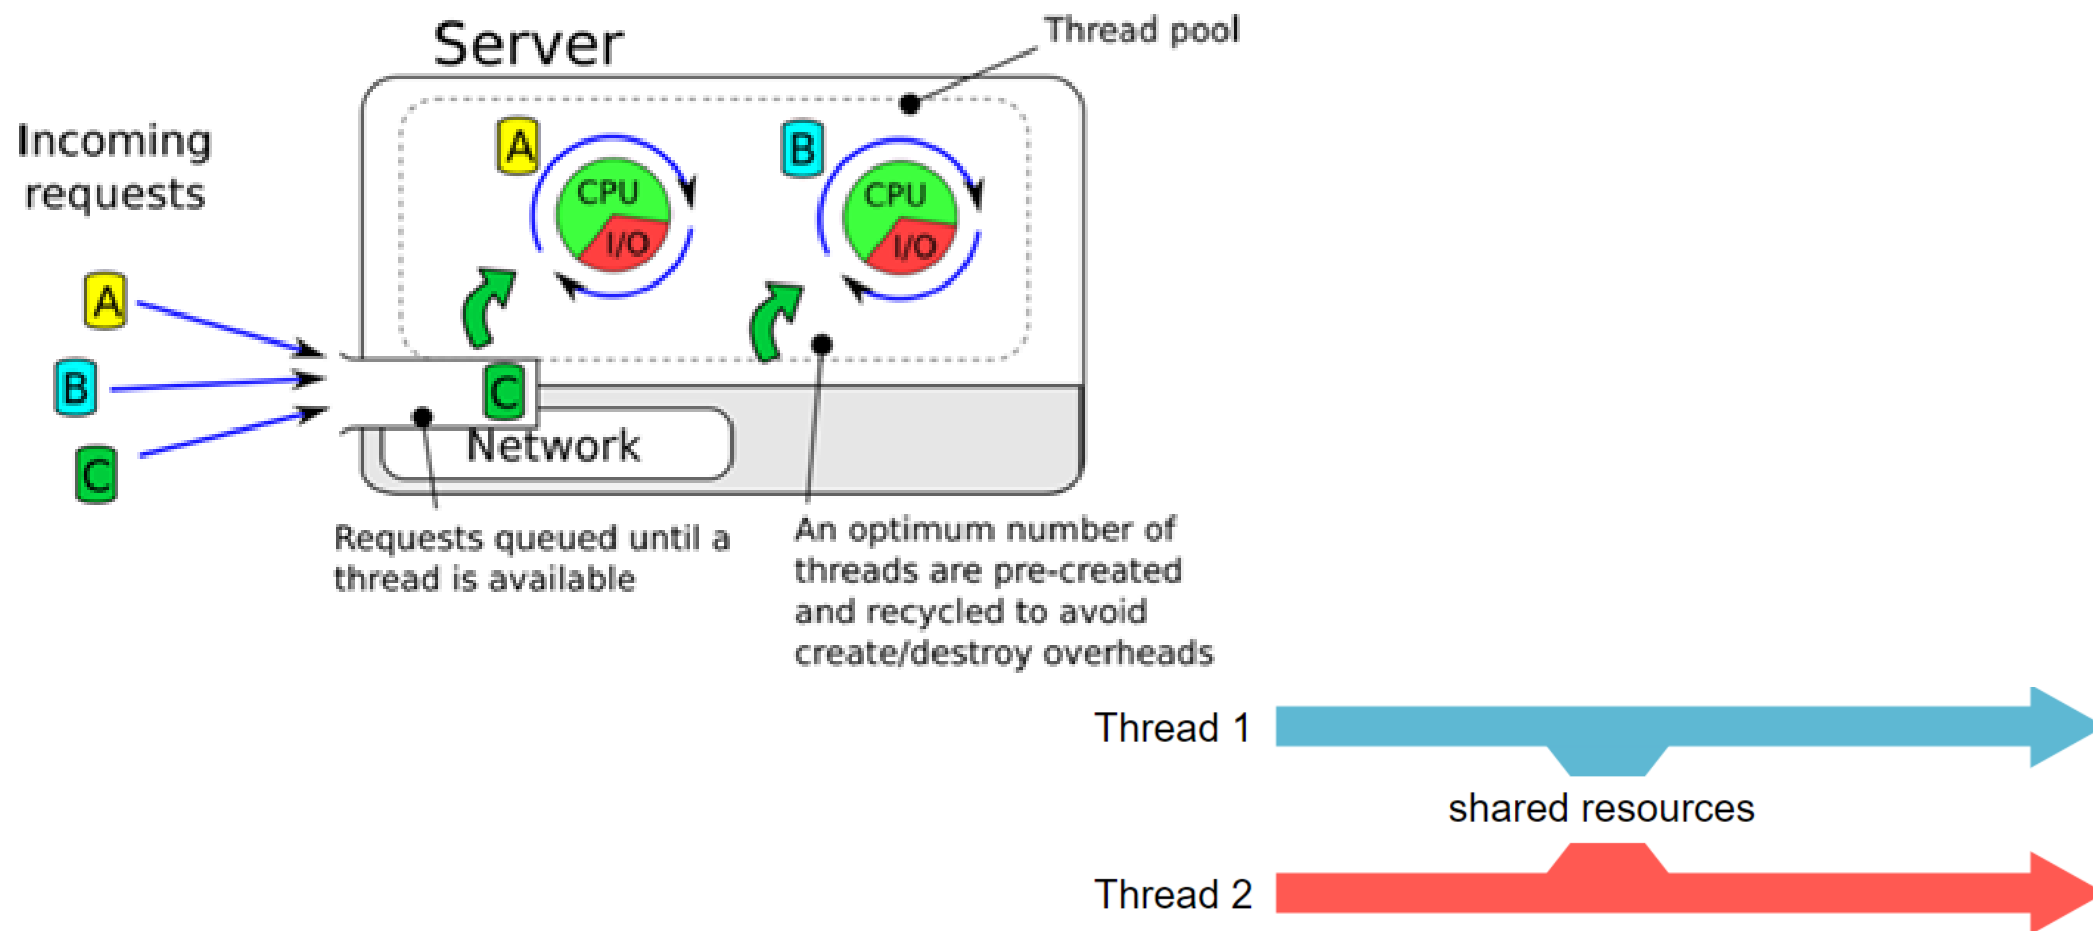 Server
Thread pool
Incoming
requests
A
B
CPU
CPU
I/O
I/O
A
B
C
C
Network
Requests queued until a
thread is available
An optimum number of
threads are pre-created
and recycled to avoid
create/destroy overheads
Thread 1
shared resources
Thread 2